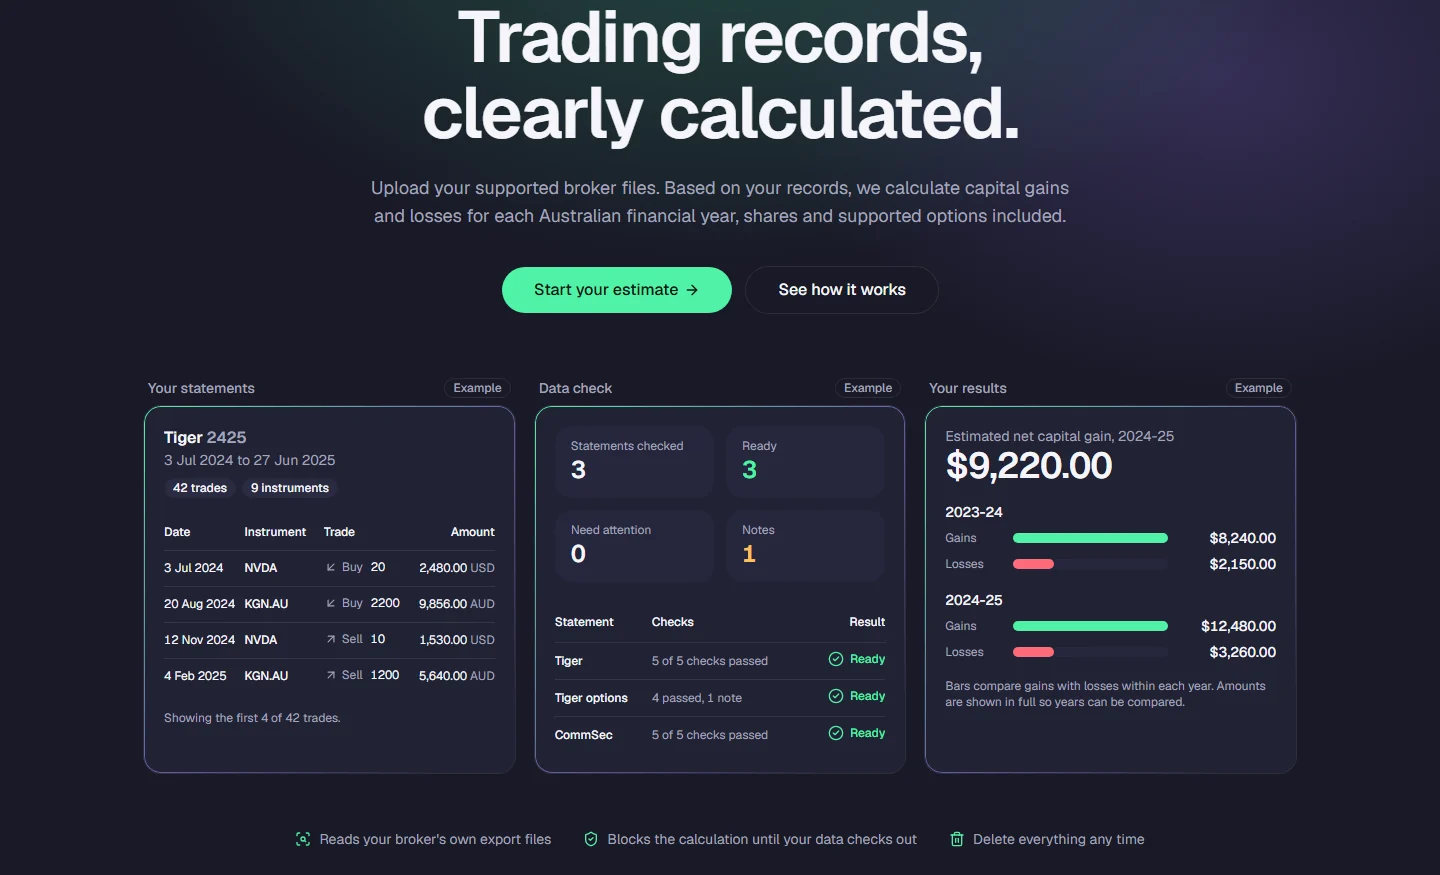 Trading records,
clearly calculated.
Upload your supported broker files. Based on your records, we calculate capital gains
and losses for each Australian financial year, shares and supported options included.
Start your estimate →
See how it works
Your statements
Example
Tiger 2425
3 Jul 2024 to 27 Jun 2025
42 trades
9 instruments
Date Instrument Trade Amount
3 Jul 2024 NVDA Buy 20 2,480.00 USD
20 Aug 2024 KGN.AU Buy 2200 9,856.00 AUD
12 Nov 2024 NVDA Sell 10 1,530.00 USD
4 Feb 2025 KGN.AU Sell 1200 5,640.00 AUD
Showing the first 4 of 42 trades.
Data check
Example
Statements checked
3
Ready
3
Need attention
0
Notes
1
Statement Checks Result
Tiger 5 of 5 checks passed Ready
Tiger options 4 passed, 1 note Ready
CommSec 5 of 5 checks passed Ready
Your results
Example
Estimated net capital gain, 2024-25
$9,220.00
2023-24
Gains $8,240.00
Losses $2,150.00
2024-25
Gains $12,480.00
Losses $3,260.00
Bars compare gains with losses within each year. Amounts
are shown in full so years can be compared.
Reads your broker's own export files
Blocks the calculation until your data checks out
Delete everything any time